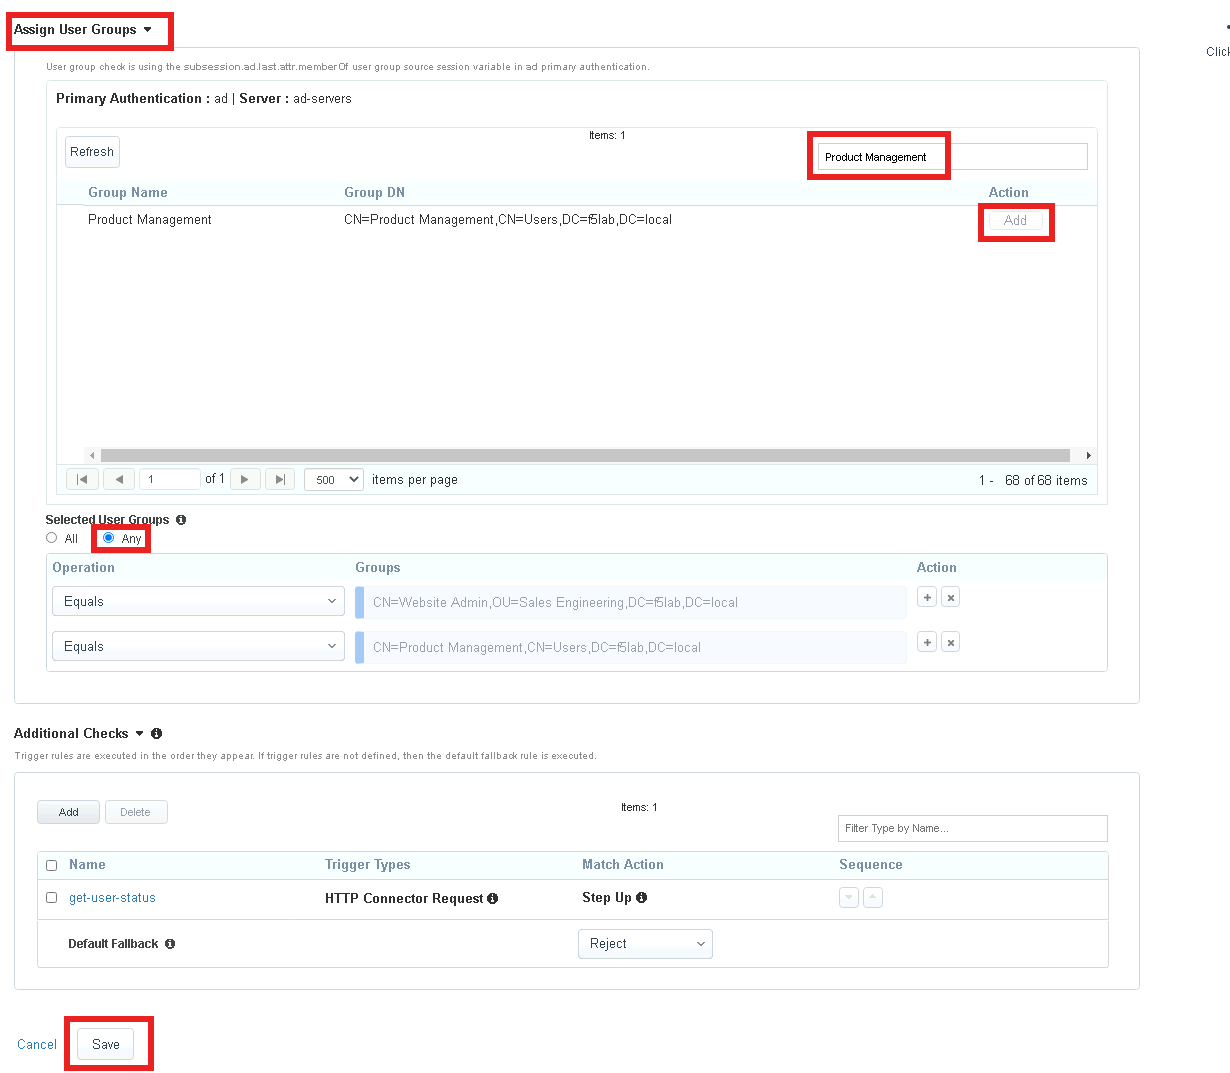 Assign User Groups
Click
User group check is using the subsession.ad.last.attr.memberOf user group source session variable in ad primary authentication.
Primary Authentication : ad | Server : ad-servers
Items: 1
Refresh
Product Management
Group Name Group DN Action
Product Management CN=Product Management,CN=Users,DC=f5lab,DC=local Add
1 of 1 500 items per page 1 - 68 of 68 items
Selected User Groups
All Any
Operation Groups Action
Equals CN=Website Admin,OU=Sales Engineering,DC=f5lab,DC=local + x
Equals CN=Product Management,CN=Users,DC=f5lab,DC=local + x
Additional Checks
Trigger rules are executed in the order they appear. If trigger rules are not defined, then the default fallback rule is executed.
Add Delete Items: 1
Filter Type by Name...
Name Trigger Types Match Action Sequence
get-user-status HTTP Connector Request Step Up
Default Fallback Reject
Cancel Save